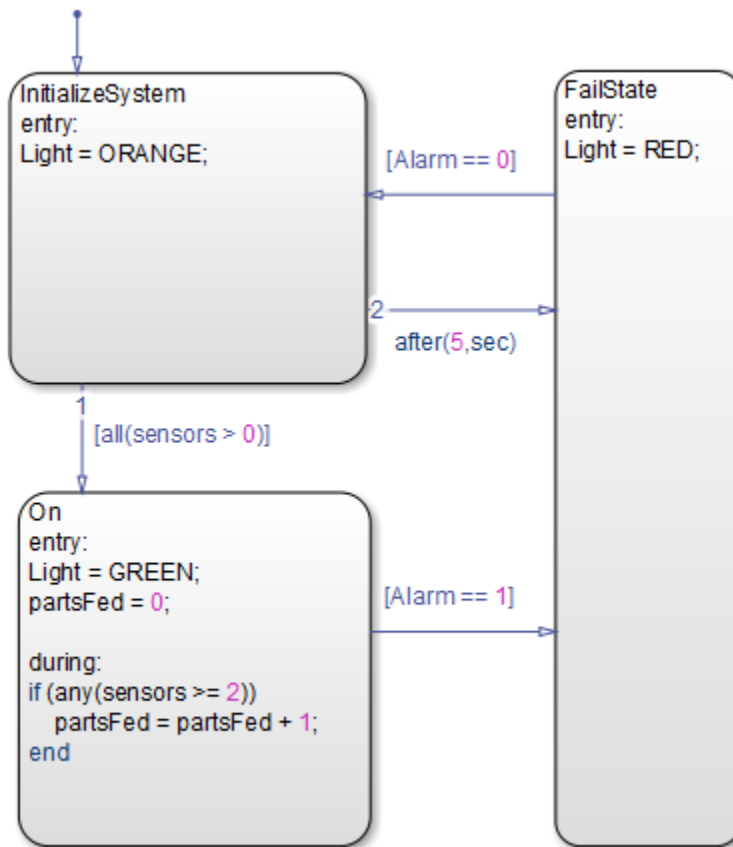 InitializeSystem
entry:
Light = ORANGE;
FailState
entry:
Light = RED;
[Alarm == 0]
2
after(5,sec)
1
[all(sensors > 0)]
On
entry:
Light = GREEN;
partsFed = 0;
during:
if (any(sensors >= 2))
partsFed = partsFed + 1;
end
[Alarm == 1]